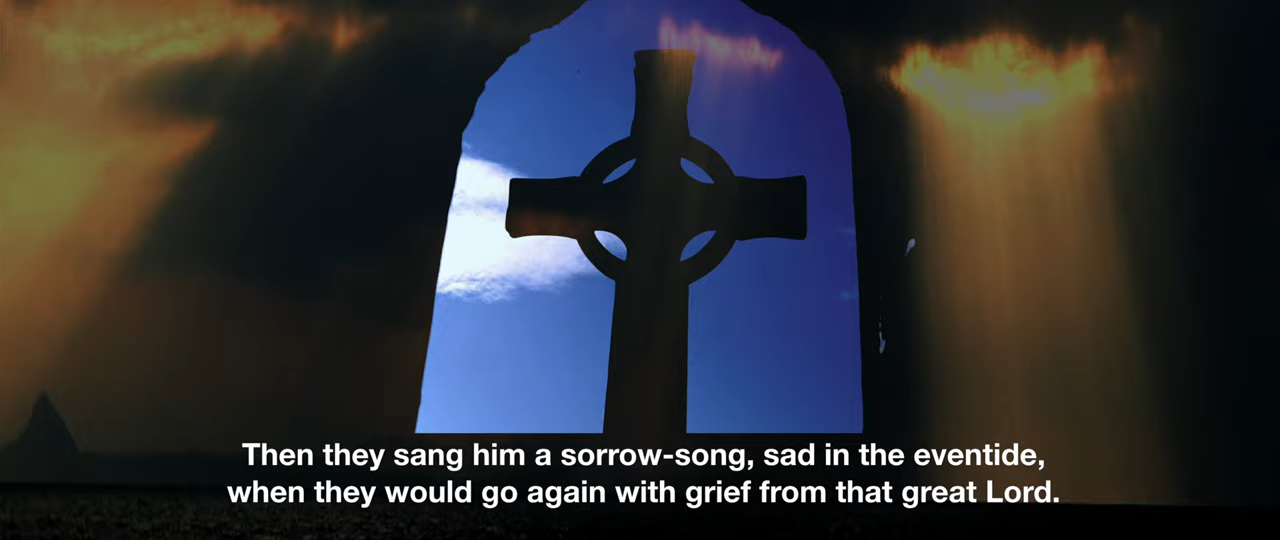 Then they sang him a sorrow-song, sad in the eventide,
when they would go again with grief from that great Lord.